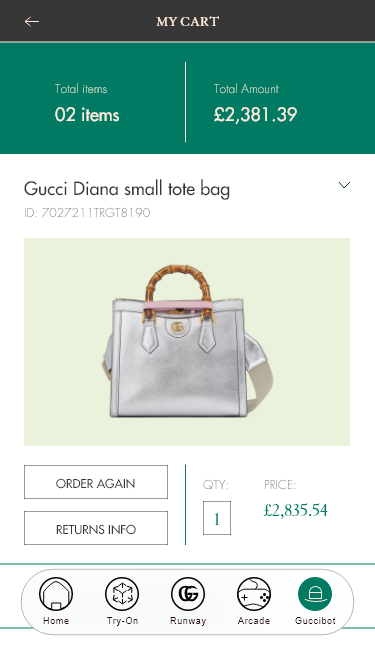 MY CART
Total items
02 items
Total Amount
£2,381.39
Gucci Diana small tote bag
ID: 7027211TRGT8190
ORDER AGAIN
RETURNS INFO
QTY:
1
PRICE:
£2,835.54
Home
Try-On
Runway
Arcade
Guccibot